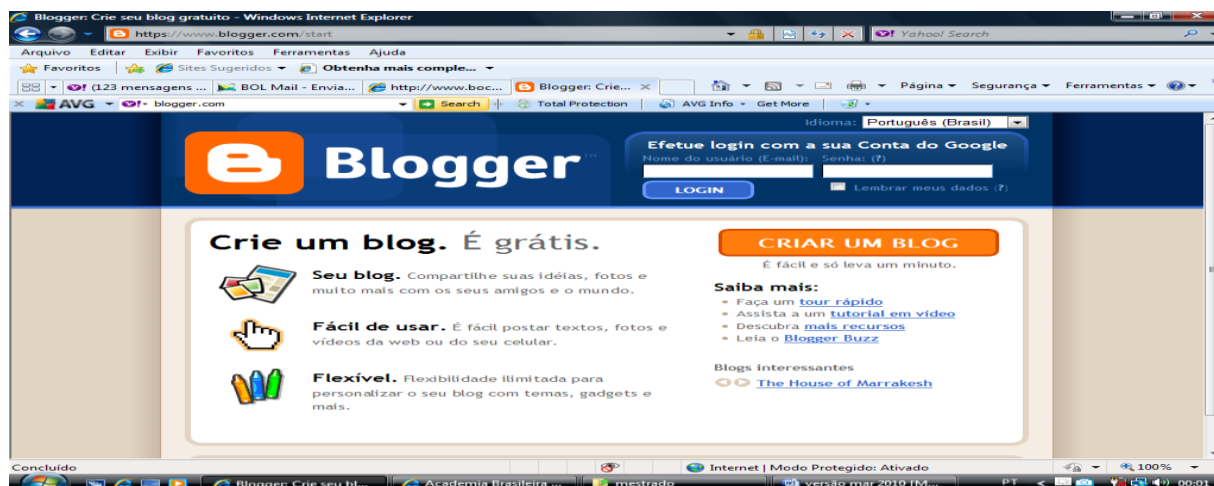 Blogger: Crie seu blog gratuito - Windows Internet Explorer
https://www.blogger.com/start
Yahoo! Search
Arquivo Editar Exibir Favoritos Ferramentas Ajuda
Favoritos Sites Sugeridos Obtenha mais comple...
(123 mensagens ... BOL Mail - Envia... http://www.boc... Blogger: Crie... Página Segurança Ferramentas
AVG blogger.com Search Total Protection AVG Info Get More
Idioma: Português (Brasil)
Blogger
Efetue login com a sua Conta do Google
Nome do usuário (E-mail): Senha: (?)
LOGIN Lembrar meus dados (?)
Crie um blog. É grátis.
Seu blog. Compartilhe suas idéias, fotos e
muito mais com os seus amigos e o mundo.
Fácil de usar. É fácil postar textos, fotos e
vídeos da web ou do seu celular.
Flexível. Flexibilidade ilimitada para
personalizar o seu blog com temas, gadgets e
mais.
CRIAR UM BLOG
É fácil e só leva um minuto.
Saiba mais:
Faça um tour rápido
Assista a um tutorial em vídeo
Descubra mais recursos
Leia o Blogger Buzz
Blogs interessantes
The House of Marrakesh
Concluído Internet | Modo Protegido: Ativado 100%
Blogger: Crie seu bl... Academia Brasileira ... mestrado versão mar 2010 [M... PT 00:01